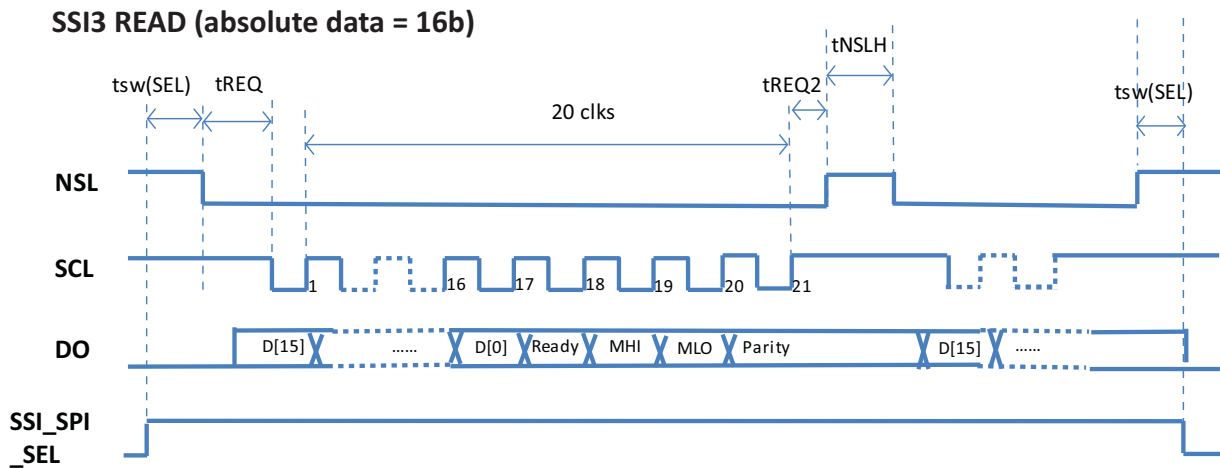 SSI3 READ (absolute data = 16b)
tNSLH
tsw(SEL) tREQ tREQ2 tsw(SEL)
20 clks
NSL
SCL
1 16 17 18 19 20 21
DO
D[15] ...... D[0] Ready MHI MLO Parity D[15] ......
SSI_SPI
_SEL